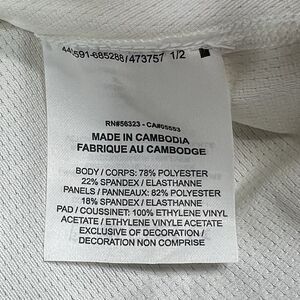 44591-685288/473757 1/2
RN#56323 - CA#05553
MADE IN CAMBODIA
FABRIQUE AU CAMBODGE
BODY / CORPS: 78% POLYESTER
22% SPANDEX / ELASTHANNE
PANELS / PANNEAUX: 82% POLYESTER
18% SPANDEX / ELASTHANNE
PAD / COUSSINET: 100% ETHYLENE VINYL
ACETATE / ETHYLENE VINYLE ACETATE
EXCLUSIVE OF DECORATION /
DECORATION NON COMPRISE